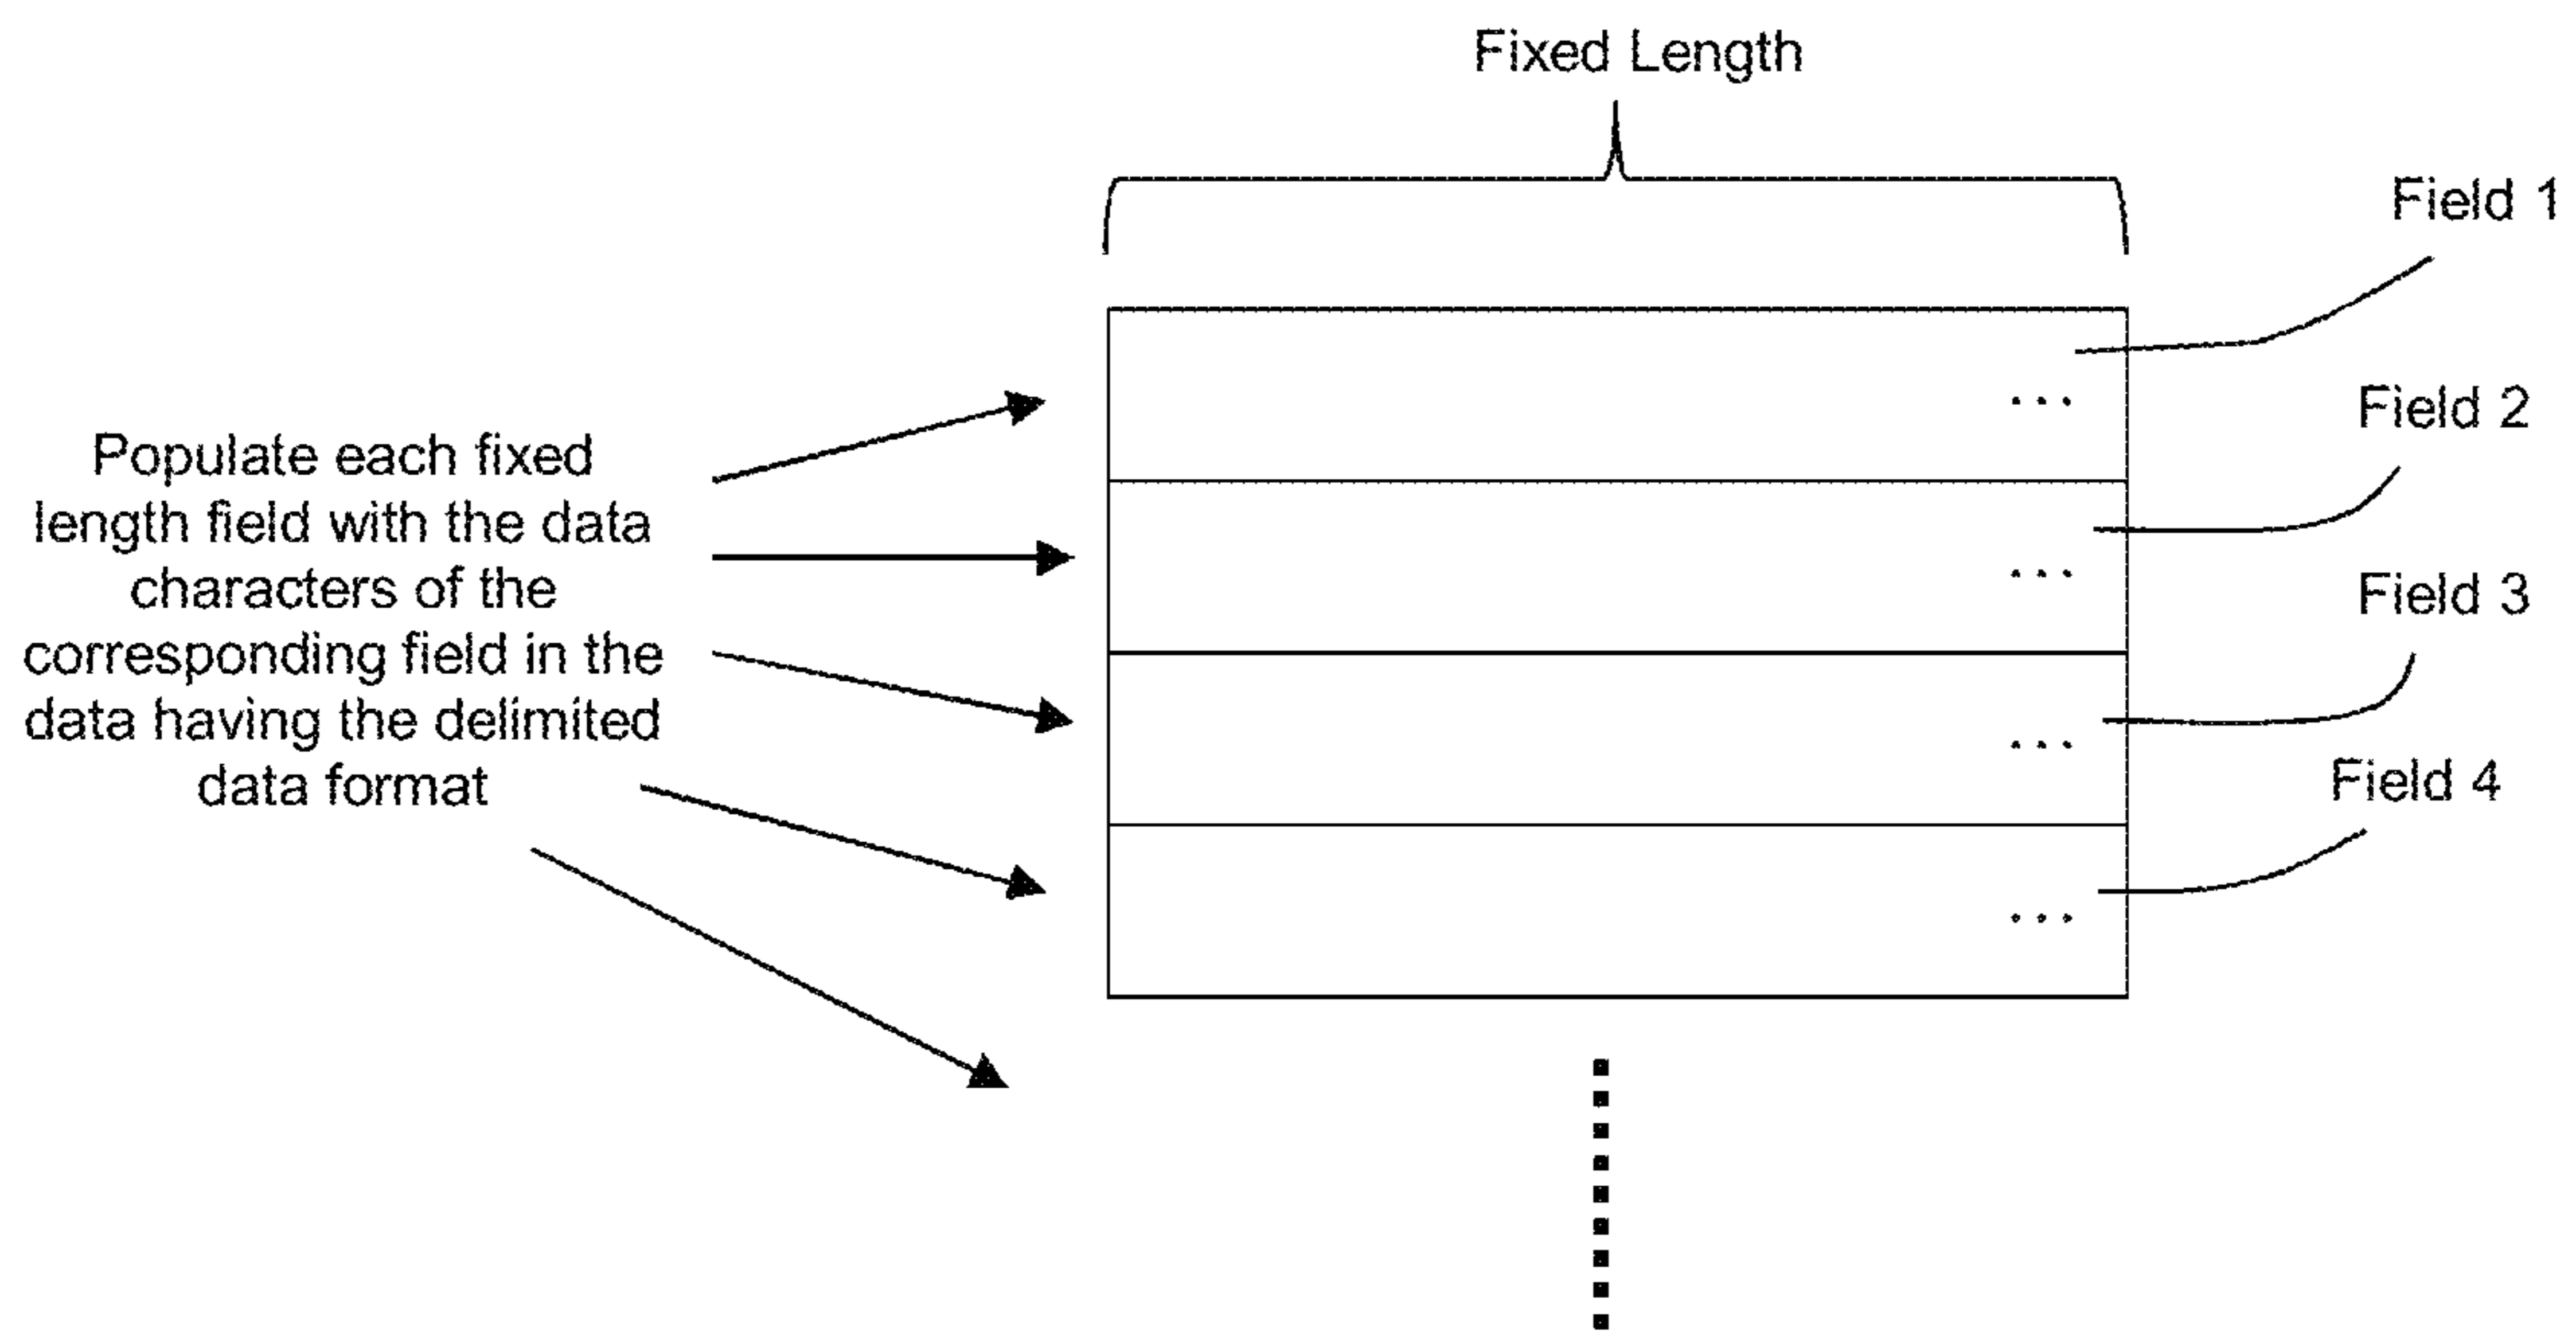 Fixed Length
Field 1
Field 2
Populate each fixed
length field with the data
characters of the
corresponding field in the
data having the delimited
data format
Field 3
Field 4